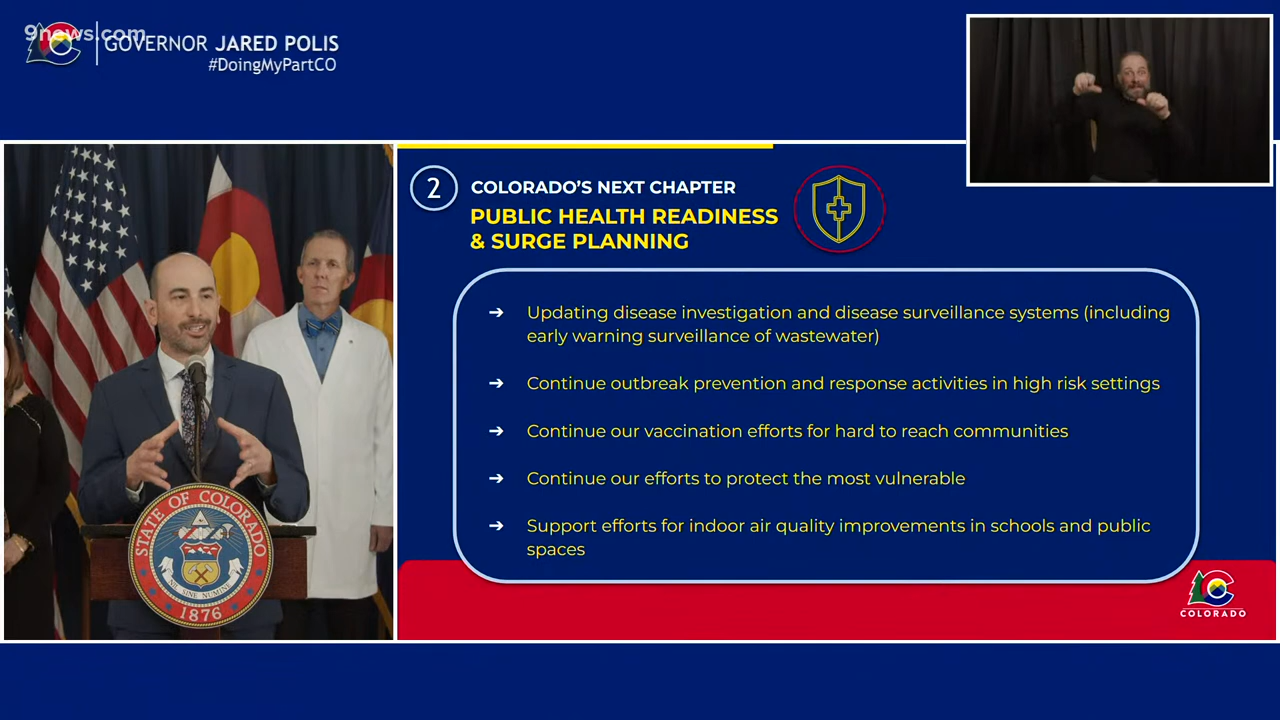 9news.com
GOVERNOR JARED POLIS
#DoingMyPartCO
2
COLORADO'S NEXT CHAPTER
PUBLIC HEALTH READINESS
& SURGE PLANNING
➔ Updating disease investigation and disease surveillance systems (including
early warning surveillance of wastewater)
➔ Continue outbreak prevention and response activities in high risk settings
➔ Continue our vaccination efforts for hard to reach communities
➔ Continue our efforts to protect the most vulnerable
➔ Support efforts for indoor air quality improvements in schools and public
spaces
STATE OF COLORADO
NIL SINE NUMINE
1876
COLORADO